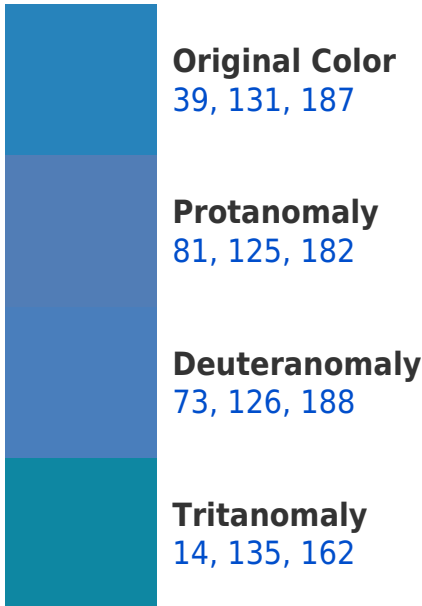 Original Color
39, 131, 187
Protanomaly
81, 125, 182
Deuteranomaly
73, 126, 188
Tritanomaly
14, 135, 162